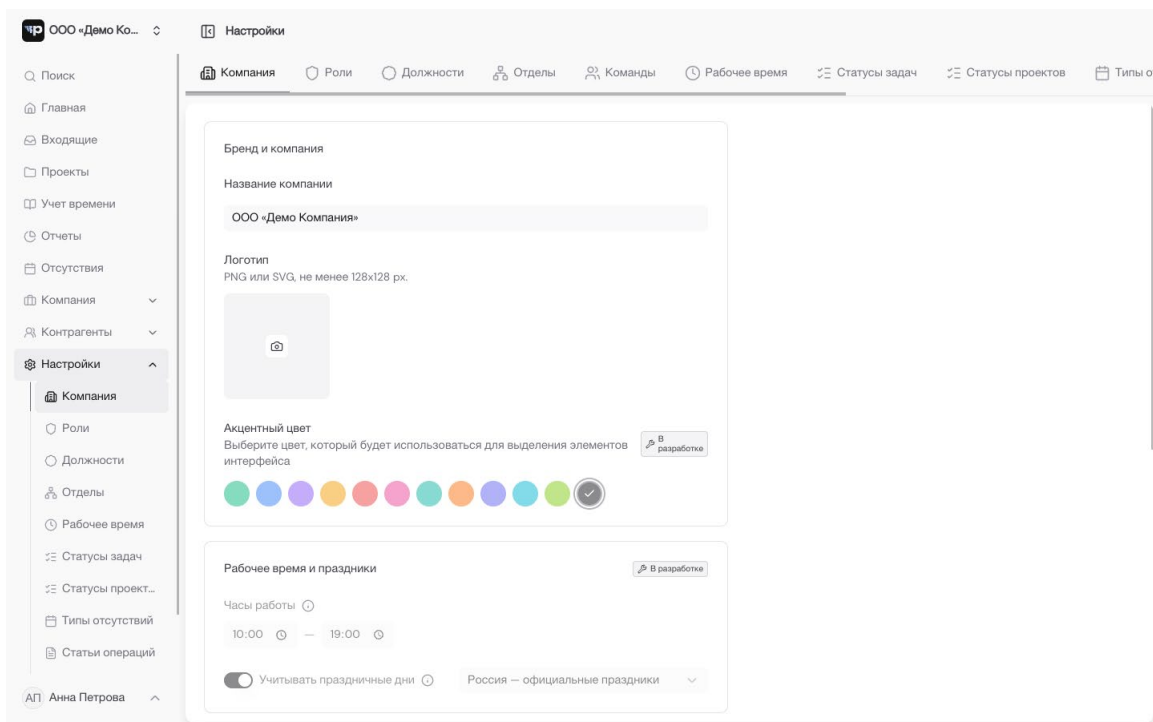 ООО «Демо Ко...
Поиск
Главная
Входящие
Проекты
Учет времени
Отчеты
Отсутствия
Компания
Контрагенты
Настройки
Компания
Роли
Должности
Отделы
Рабочее время
Статусы задач
Статусы проект...
Типы отсутствий
Статьи операций
АП Анна Петрова
Настройки
Компания Роли Должности Отделы Команды Рабочее время Статусы задач Статусы проектов Типы о
Бренд и компания
Название компании
ООО «Демо Компания»
Логотип
PNG или SVG, не менее 128x128 px.
Акцентный цвет
Выберите цвет, который будет использоваться для выделения элементов
интерфейса
В
разработке
Рабочее время и праздники
В разработке
Часы работы
10:00 — 19:00
Учитывать праздничные дни
Россия — официальные праздники